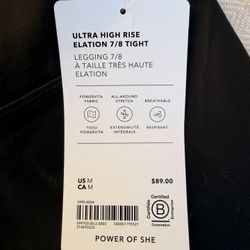 ULTRA HIGH RISE
ELATION 7/8 TIGHT
LEGGING 7/8
À TAILLE TRÈS HAUTE
ELATION
POWERVITA FABRIC
ALL-AROUND STRETCH
BREATHABLE
TISSU POWERVITA
EXTENSIBILITÉ INTÉGRALE
RESPIRANT
US M
CA M
$89.00
Certified
B
Corporation
POWER OF SHE